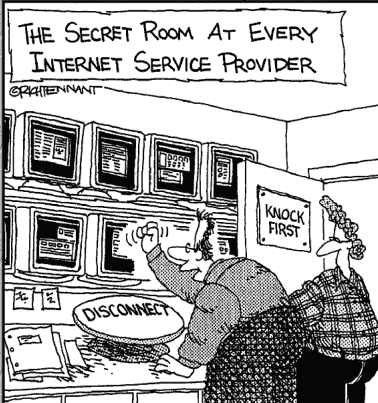 THE SECRET ROOM AT EVERY
INTERNET SERVICE PROVIDER
©RICHTENNANT
KNOCK
FIRST
DISCONNECT